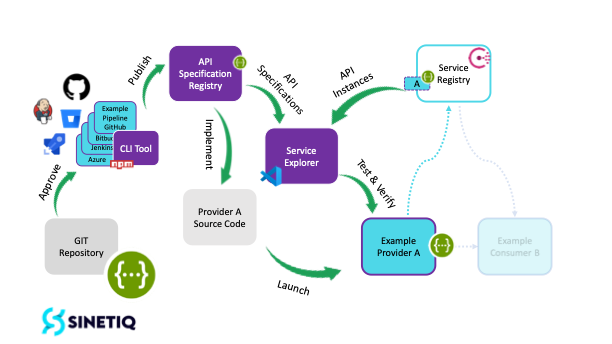 Publish
API
Specification
Registry
API
Specifications
API
Instances
Service
Registry
A
Example
Pipeline
GitHub
Jenkins
Azure
CLI Tool
npm
Implement
Service
Explorer
Approve
Test & Verify
GIT
Repository
Provider A
Source Code
Example
Provider A
Example
Consumer B
Launch
{···}
SINETIQ